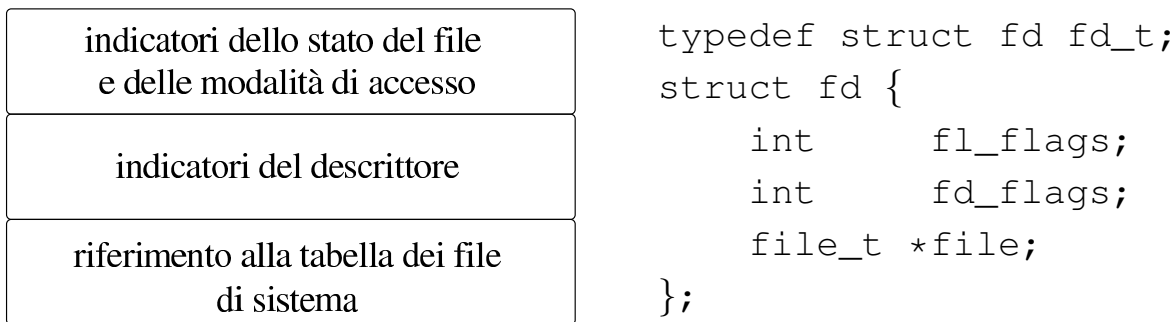 indicatori dello stato del file
e delle modalità di accesso
indicatori del descrittore
riferimento alla tabella dei file
di sistema
typedef struct fd fd_t;
struct fd {
    int     fl_flags;
    int     fd_flags;
    file_t *file;
};